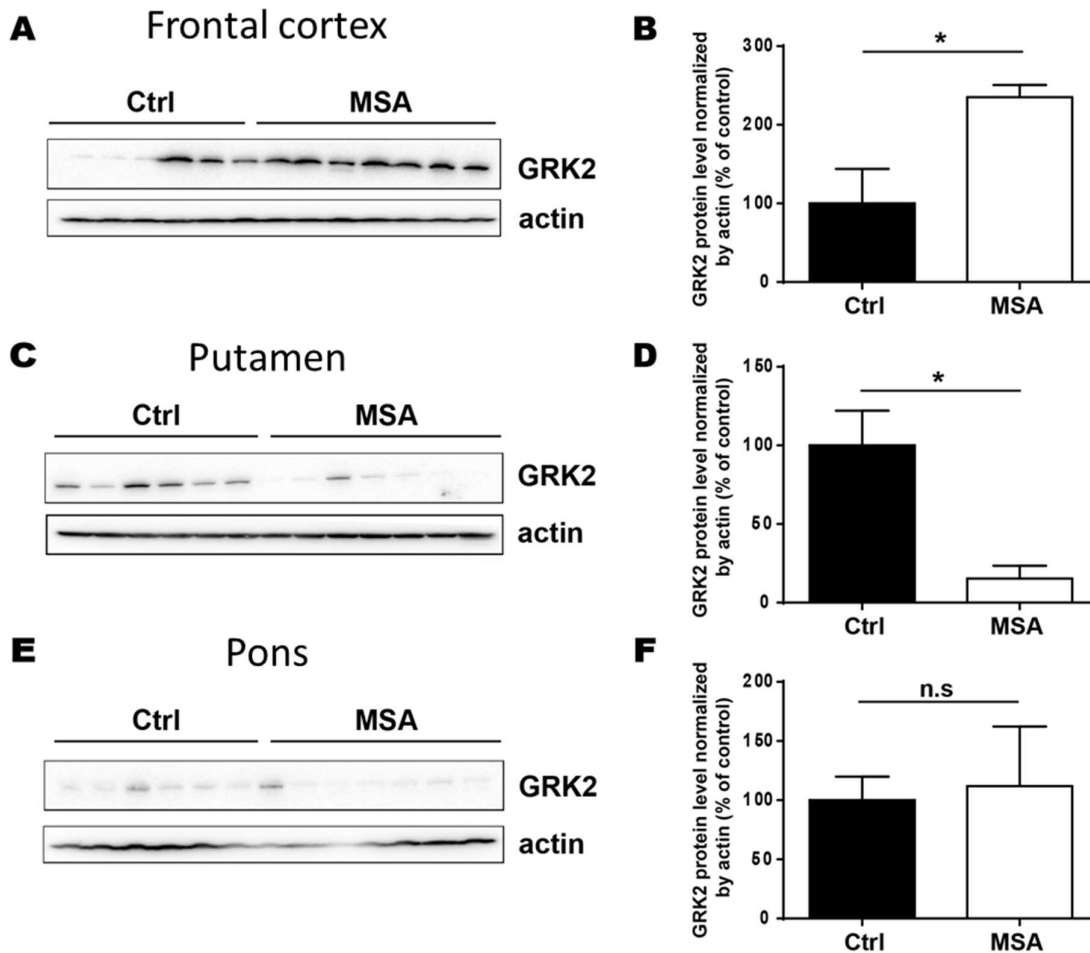 A
Frontal cortex
Ctrl
MSA
GRK2
actin
B
GRK2 protein level normalized
by actin (% of control)
300
200
100
0
*
Ctrl
MSA
C
Putamen
Ctrl
MSA
GRK2
actin
D
GRK2 protein level normalized
by actin (% of control)
150
100
50
0
*
Ctrl
MSA
E
Pons
Ctrl
MSA
GRK2
actin
F
GRK2 protein level normalized
by actin (% of control)
200
150
100
50
0
n.s
Ctrl
MSA